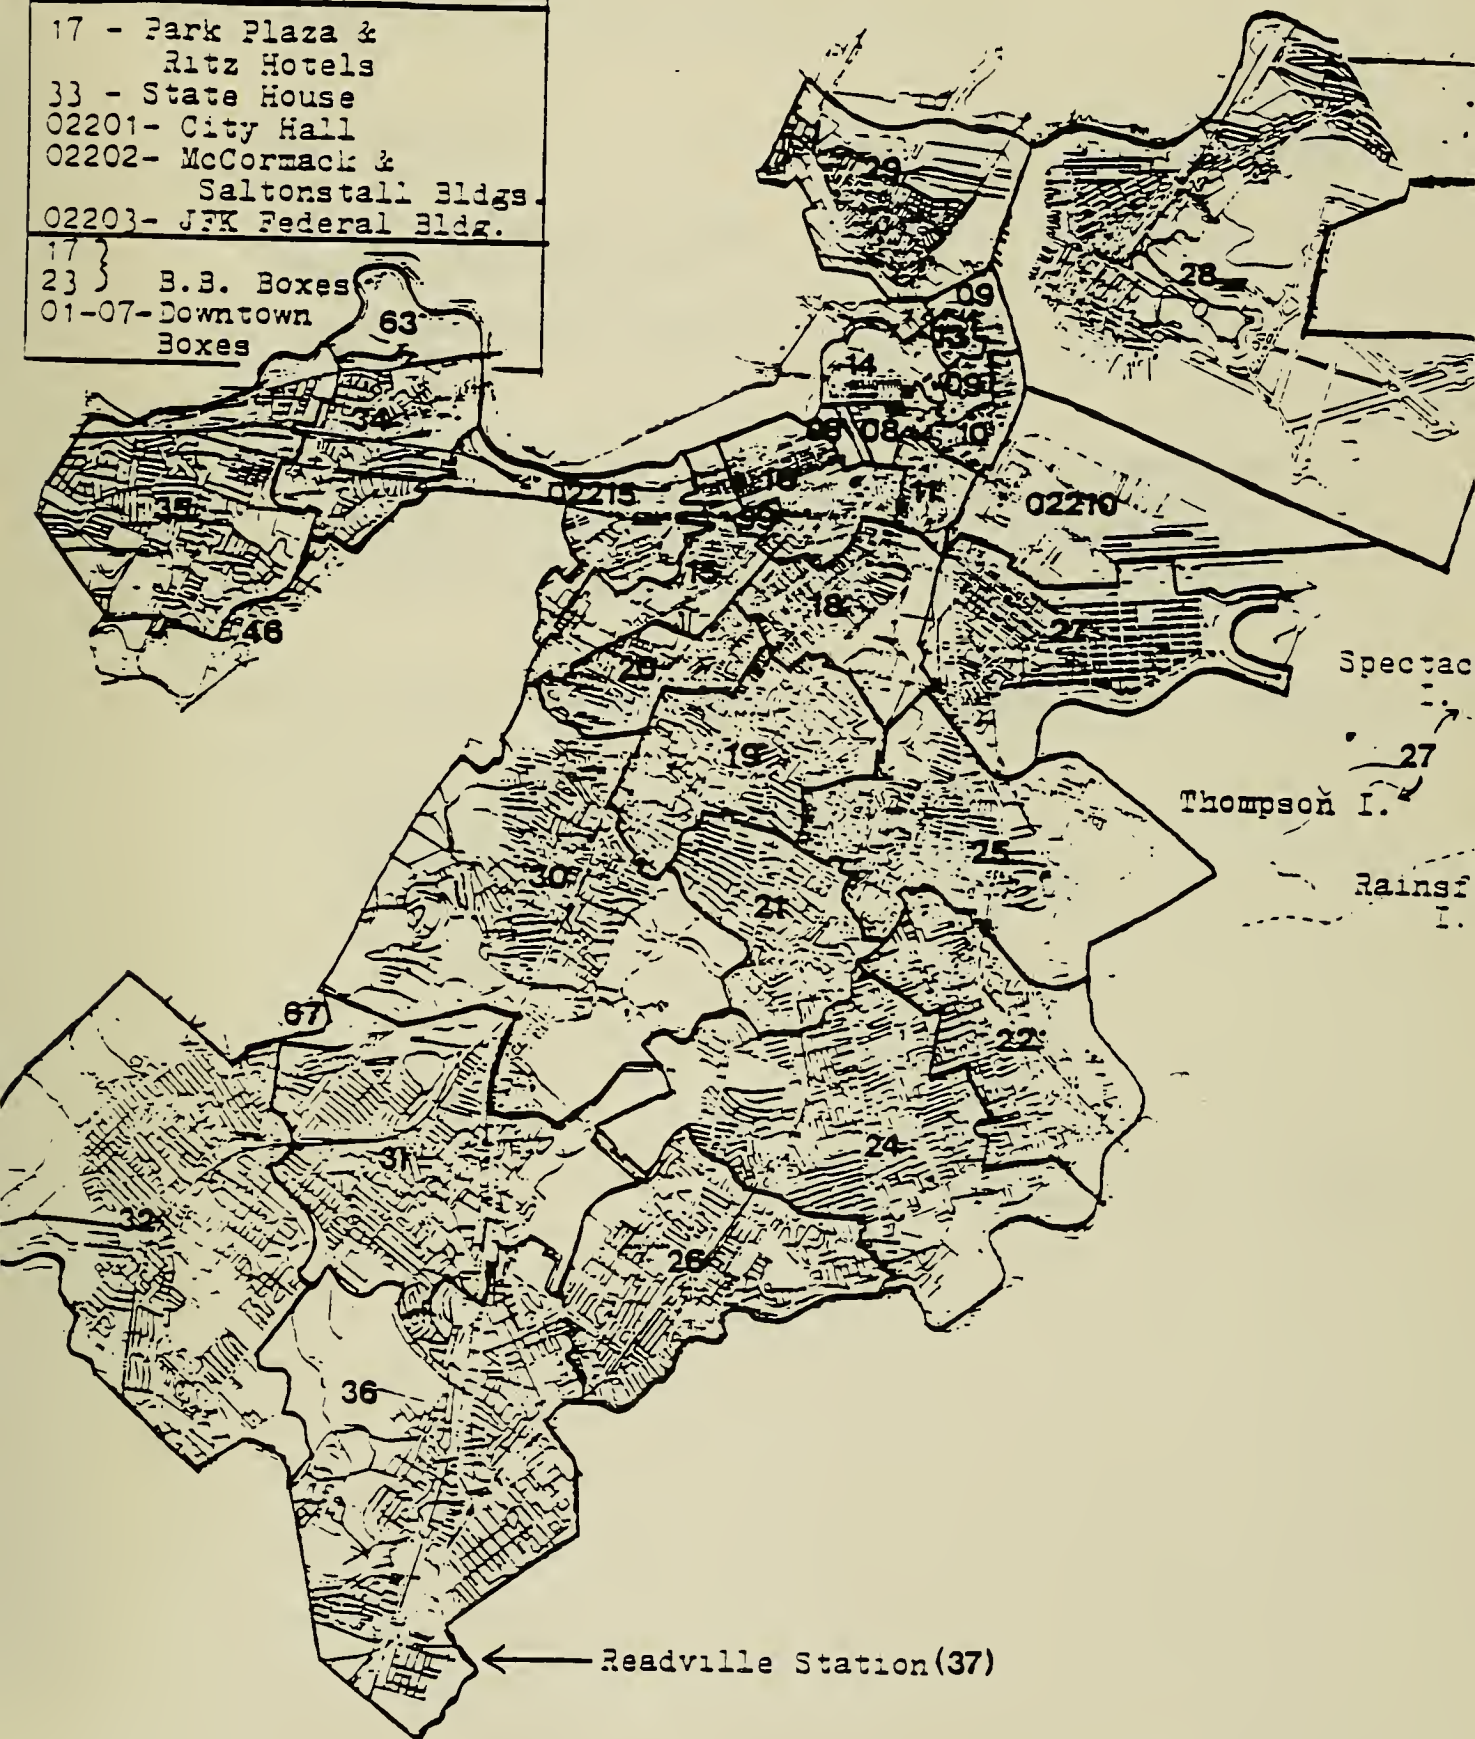 17 - Park Plaza &
Ritz Hotels
33 - State House
02201- City Hall
02202- McCormack &
Saltonstall Bldgs.
02203- JFK Federal Bldg.
17 }
23 } B.B. Boxes
01-07-Downtown
Boxes
63
29
28
09
13
14
34
09
08
10
16
02215
11
02210
35
15
18
46
27
20
Spectac
I.
19
27
Thompson I.
25
30
21
Rainsf
I.
67
22
24
31
32
26
36
Readville Station(37)